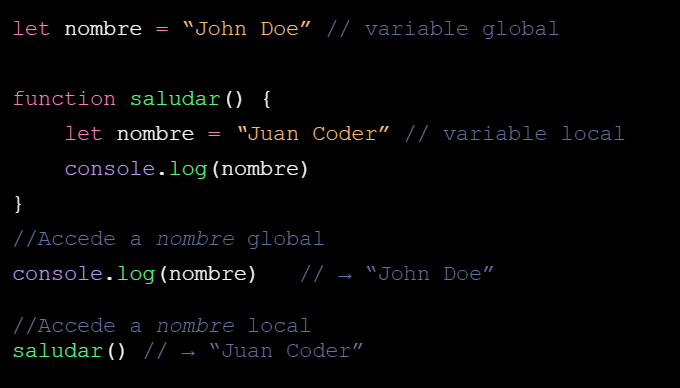 let nombre = “John Doe” // variable global
function saludar() {
let nombre = “Juan Coder” // variable local
console.log(nombre)
}
//Accede a nombre global
console.log(nombre) // → “John Doe”
//Accede a nombre local
saludar() // → “Juan Coder”